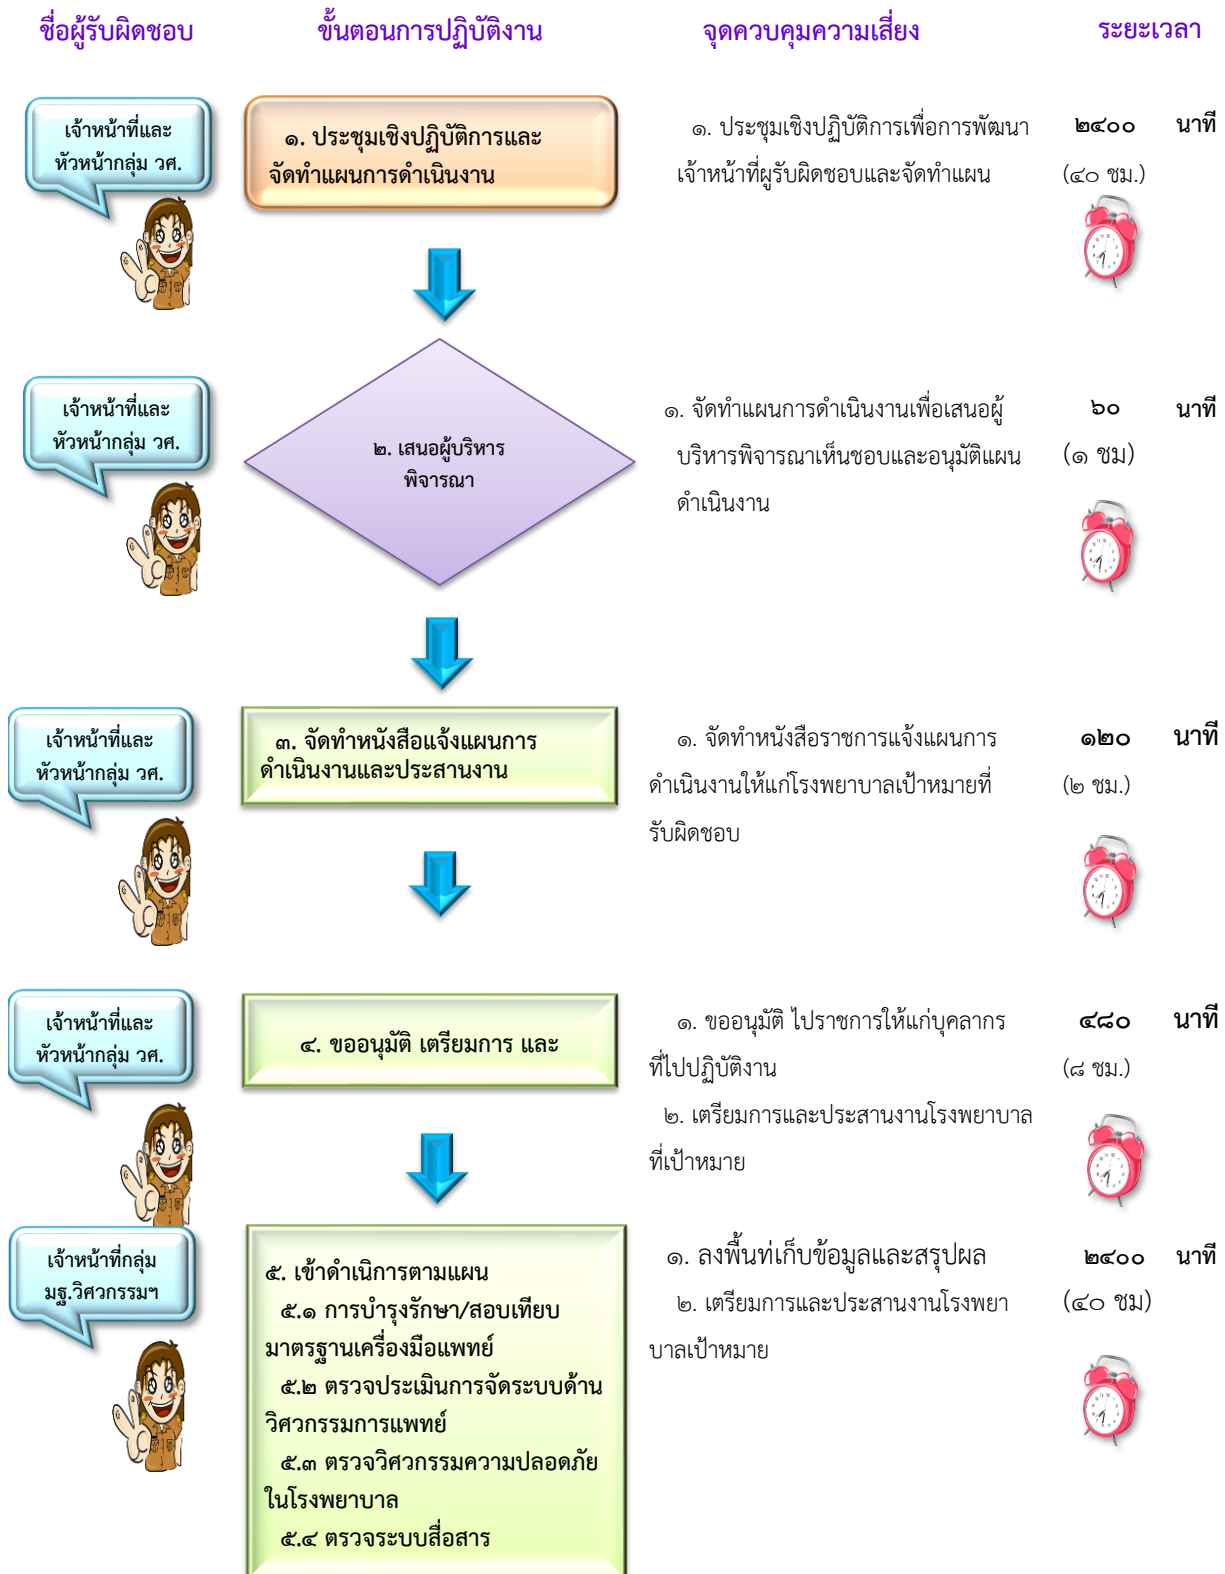 ชื่อผู้รับผิดชอบ ขั้นตอนการปฏิบัติงาน จุดควบคุมความเสี่ยง ระยะเวลา
เจ้าหน้าที่และ
หัวหน้ากลุ่ม วศ.
๑. ประชุมเชิงปฏิบัติการและ
จัดทำแผนการดำเนินงาน
๑. ประชุมเชิงปฏิบัติการเพื่อการพัฒนา
เจ้าหน้าที่ผูรับผิดชอบและจัดทำแผน
๒๔๐๐ นาที
(๔๐ ชม.)
เจ้าหน้าที่และ
หัวหน้ากลุ่ม วศ.
๒. เสนอผู้บริหาร
พิจารณา
๑. จัดทำแผนการดำเนินงานเพื่อเสนอผู้
บริหารพิจารณาเห็นชอบและอนุมัติแผน
ดำเนินงาน
๖๐ นาที
(๑ ชม)
เจ้าหน้าที่และ
หัวหน้ากลุ่ม วศ.
๓. จัดทำหนังสือแจ้งแผนการ
ดำเนินงานและประสานงาน
๑. จัดทำหนังสือราชการแจ้งแผนการ
ดำเนินงานให้แก่โรงพยาบาลเป้าหมายที่
รับผิดชอบ
๑๒๐ นาที
(๒ ชม.)
เจ้าหน้าที่และ
หัวหน้ากลุ่ม วศ.
๔. ขออนุมัติ เตรียมการ และ
๑. ขออนุมัติ ไปราชการให้แก่บุคลากร
ที่ไปปฏิบัติงาน
๒. เตรียมการและประสานงานโรงพยาบาล
ที่เป้าหมาย
๔๘๐ นาที
(๘ ชม.)
เจ้าหน้าที่กลุ่ม
มฐ.วิศวกรรมฯ
๕. เข้าดำเนิการตามแผน
๕.๑ การบำรุงรักษา/สอบเทียบ
มาตรฐานเครื่องมือแพทย์
๕.๒ ตรวจประเมินการจัดระบบด้าน
วิศวกรรมการแพทย์
๕.๓ ตรวจวิศวกรรมความปลอดภัย
ในโรงพยาบาล
๕.๔ ตรวจระบบสื่อสาร
๑. ลงพื้นท่เก็บข้อมูลและสรุปผล
๒. เตรียมการและประสานงานโรงพยา
บาลเป้าหมาย
๒๔๐๐ นาที
(๔๐ ชม)